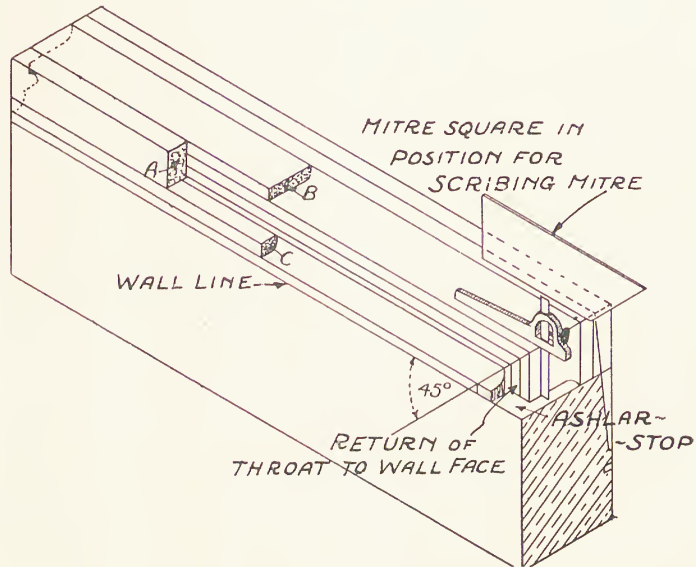 MITRE SQUARE IN
POSITION FOR
SCRIBING MITRE
A
B
C
WALL LINE
45°
ASHLAR~
~STOP
RETURN OF
THROAT TO WALL FACE